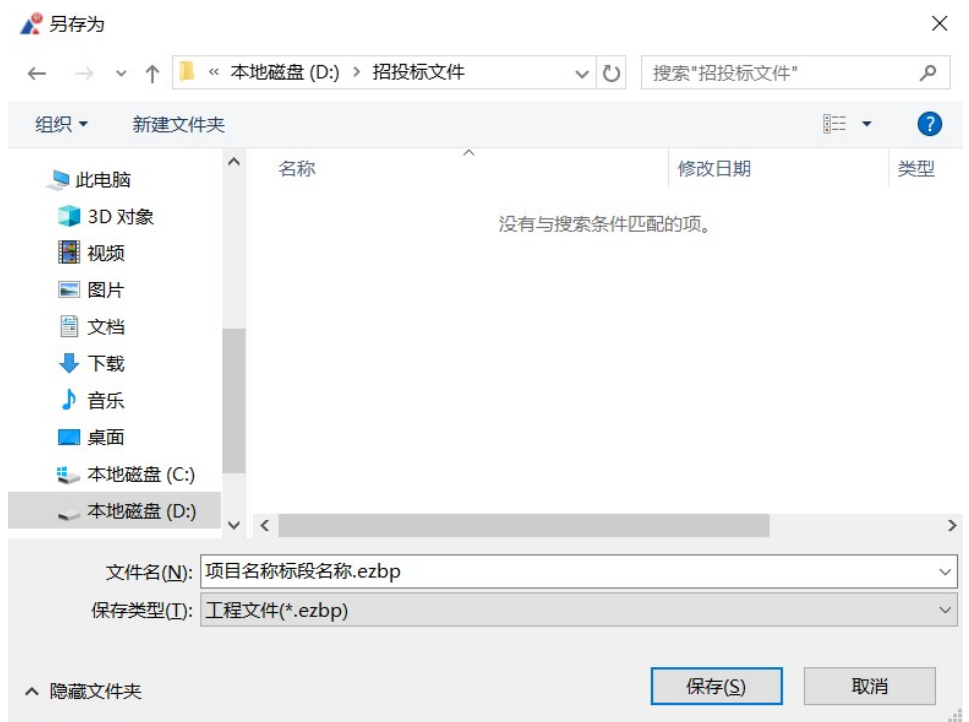 另存为
« 本地磁盘 (D:) › 招投标文件
搜索"招投标文件"
组织 新建文件夹
?
名称 修改日期 类型
没有与搜索条件匹配的项。
此电脑
3D 对象
视频
图片
文档
下载
音乐
桌面
本地磁盘 (C:)
本地磁盘 (D:)
文件名(N): 项目名称标段名称.ezbp
保存类型(T): 工程文件(*.ezbp)
隐藏文件夹 保存(S) 取消